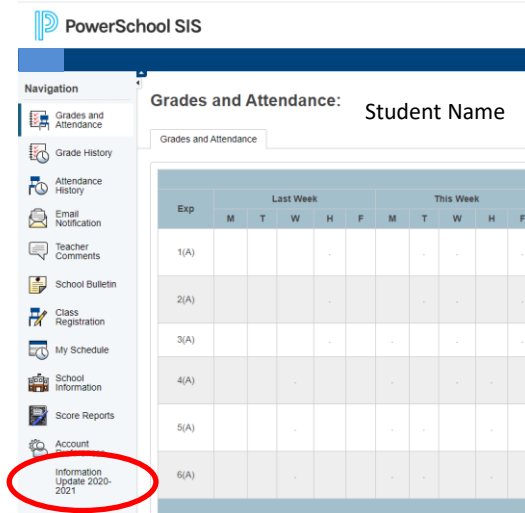 PowerSchool SIS
Navigation
Grades and
Attendance
Grade History
Attendance
History
Email
Notification
Teacher
Comments
School Bulletin
Class
Registration
My Schedule
School
Information
Score Reports
Account
Preferences
Information
Update 2020-
2021
Grades and Attendance:
Student Name
Grades and Attendance
Exp Last Week This Week
M T W H F M T W H F
1(A)
2(A)
3(A)
4(A)
5(A)
6(A)